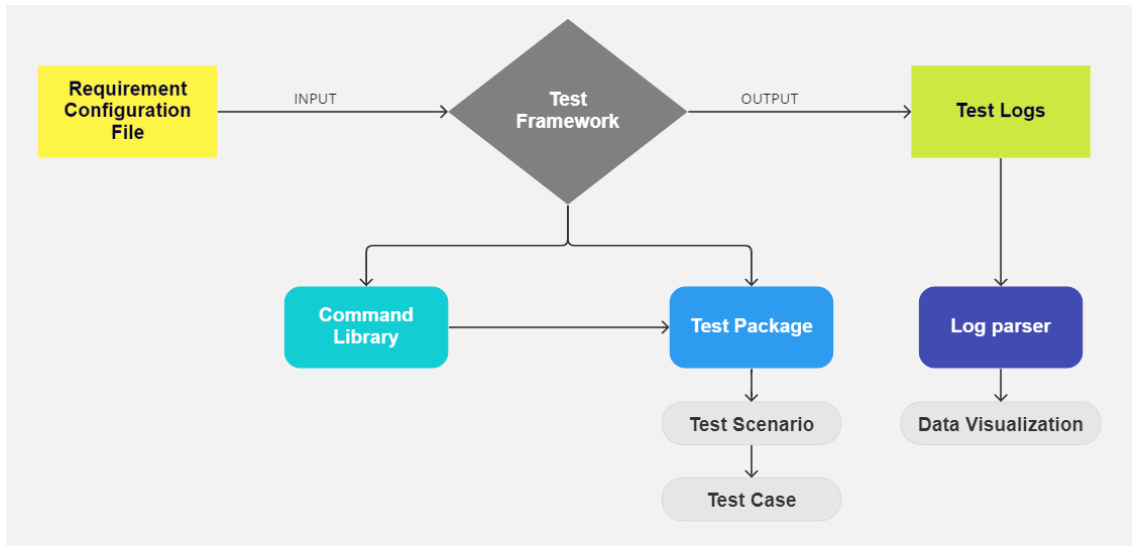 Requirement
Configuration
File
INPUT
Test
Framework
OUTPUT
Test Logs
Command
Library
Test Package
Log parser
Test Scenario
Data Visualization
Test Case